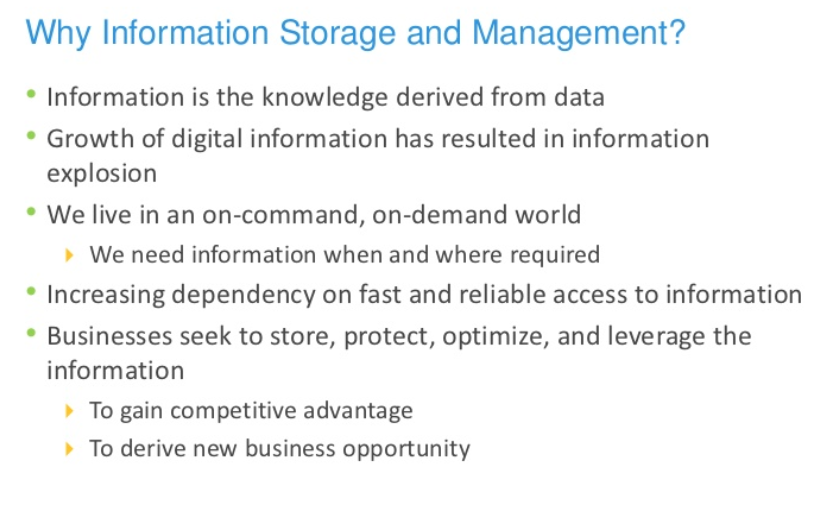 Why Information Storage and Management?
• Information is the knowledge derived from data
• Growth of digital information has resulted in information
explosion
• We live in an on-command, on-demand world
We need information when and where required
• Increasing dependency on fast and reliable access to information
• Businesses seek to store, protect, optimize, and leverage the
information
To gain competitive advantage
To derive new business opportunity